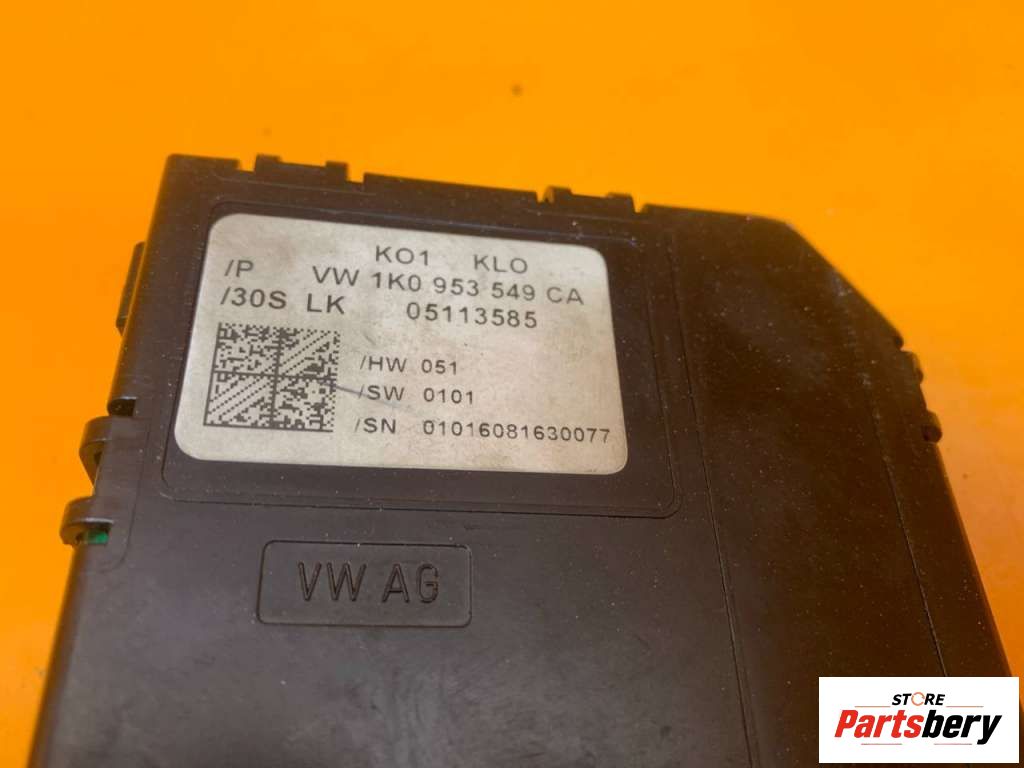 KO1 KLO
/P VW 1K0 953 549 CA
/30S LK 05113585
/HW 051
/SW 0101
/SN 01016081630077
VW AG
STORE
Partsbery